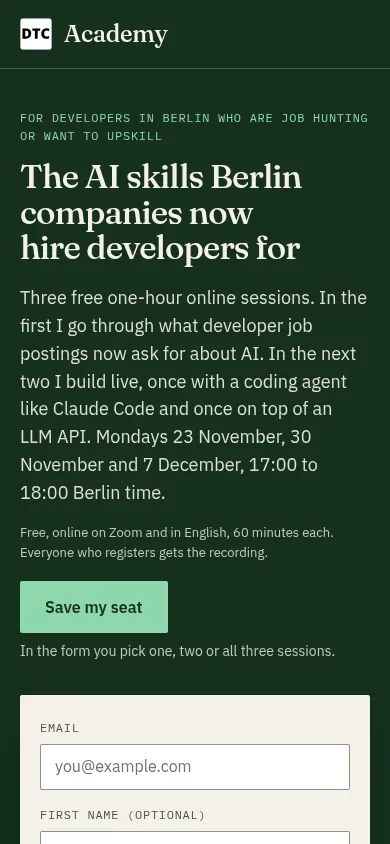 DTC Academy
FOR DEVELOPERS IN BERLIN WHO ARE JOB HUNTING
OR WANT TO UPSKILL
The AI skills Berlin
companies now
hire developers for
Three free one-hour online sessions. In the
first I go through what developer job
postings now ask for about AI. In the next
two I build live, once with a coding agent
like Claude Code and once on top of an
LLM API. Mondays 23 November, 30
November and 7 December, 17:00 to
18:00 Berlin time.
Free, online on Zoom and in English, 60 minutes each.
Everyone who registers gets the recording.
Save my seat
In the form you pick one, two or all three sessions.
EMAIL
you@example.com
FIRST NAME (OPTIONAL)